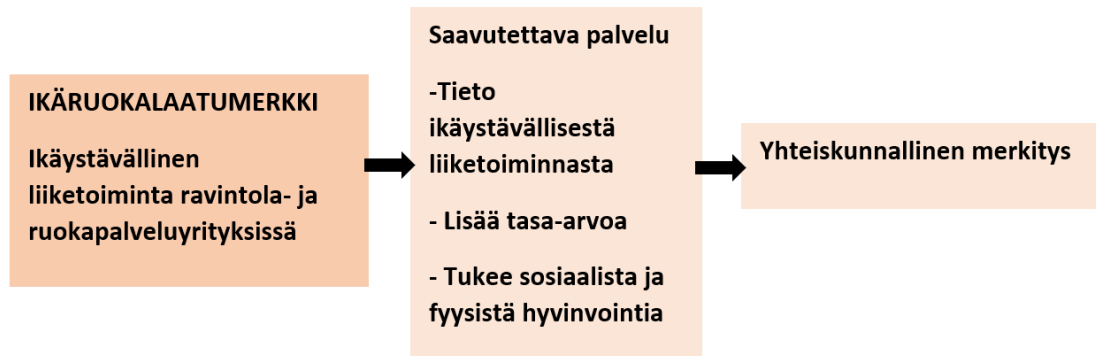 IKÄRUOKALAATUMERKKI
Ikäystävällinen
liiketoiminta ravintola- ja
ruokapalveluyrityksissä
Saavutettava palvelu
-Tieto
ikäystävällisestä
liiketoiminnasta
- Lisää tasa-arvoa
- Tukee sosiaalista ja
fyysistä hyvinvointia
Yhteiskunnallinen merkitys